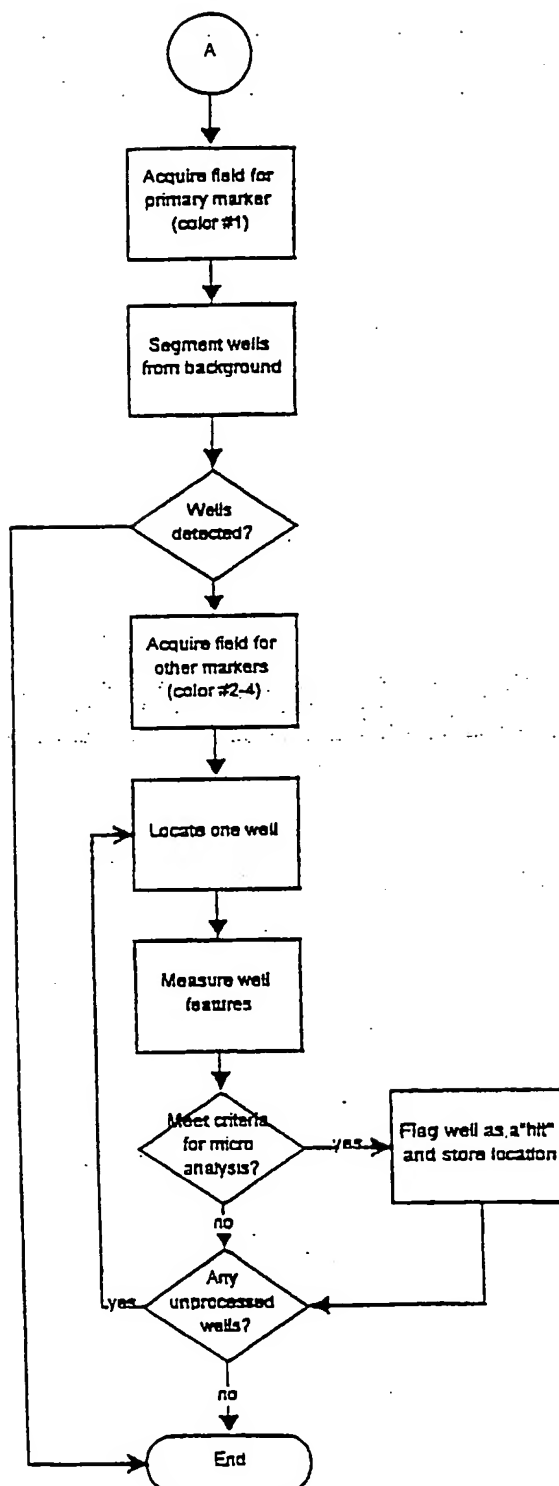 A
Acquire field for
primary marker
(color #1)
Segment wells
from background
Wells
detected?
Acquire field for
other markers
(color #2-4)
Locate one well
Measure well
features
Meet criteria
for micro
analysis?
yes
Flag well as a "hit"
and store location
no
Any
unprocessed
wells?
yes
no
End